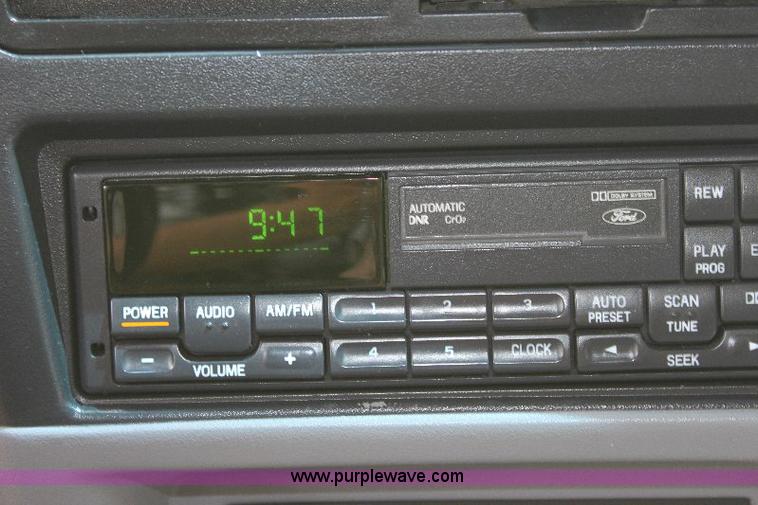 9:47
AUTOMATIC
DNR CrO₂
DOLBY SYSTEM
Ford
REW
PLAY
PROG
POWER
AUDIO
AM/FM
1
2
3
AUTO
PRESET
SCAN
TUNE
-
VOLUME
+
4
5
CLOCK
SEEK
www.purplewave.com